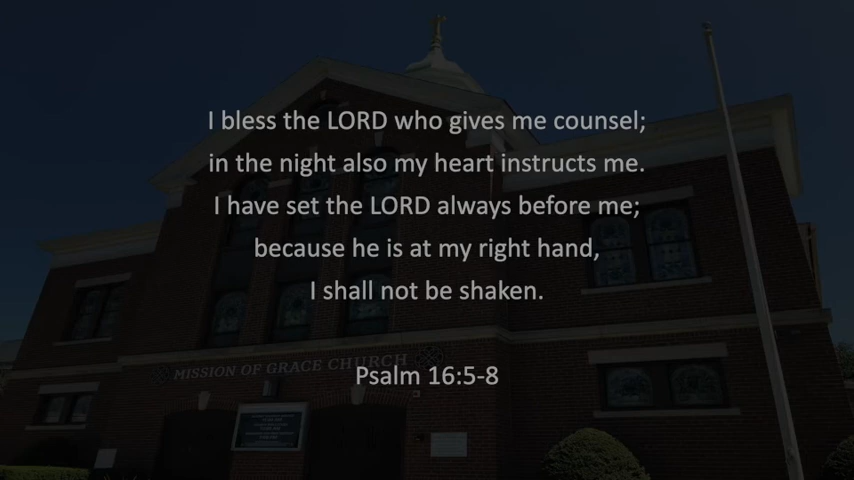 I bless the LORD who gives me counsel;
in the night also my heart instructs me.
I have set the LORD always before me;
because he is at my right hand,
I shall not be shaken.
MISSION OF GRACE CHURCH
Psalm 16:5-8